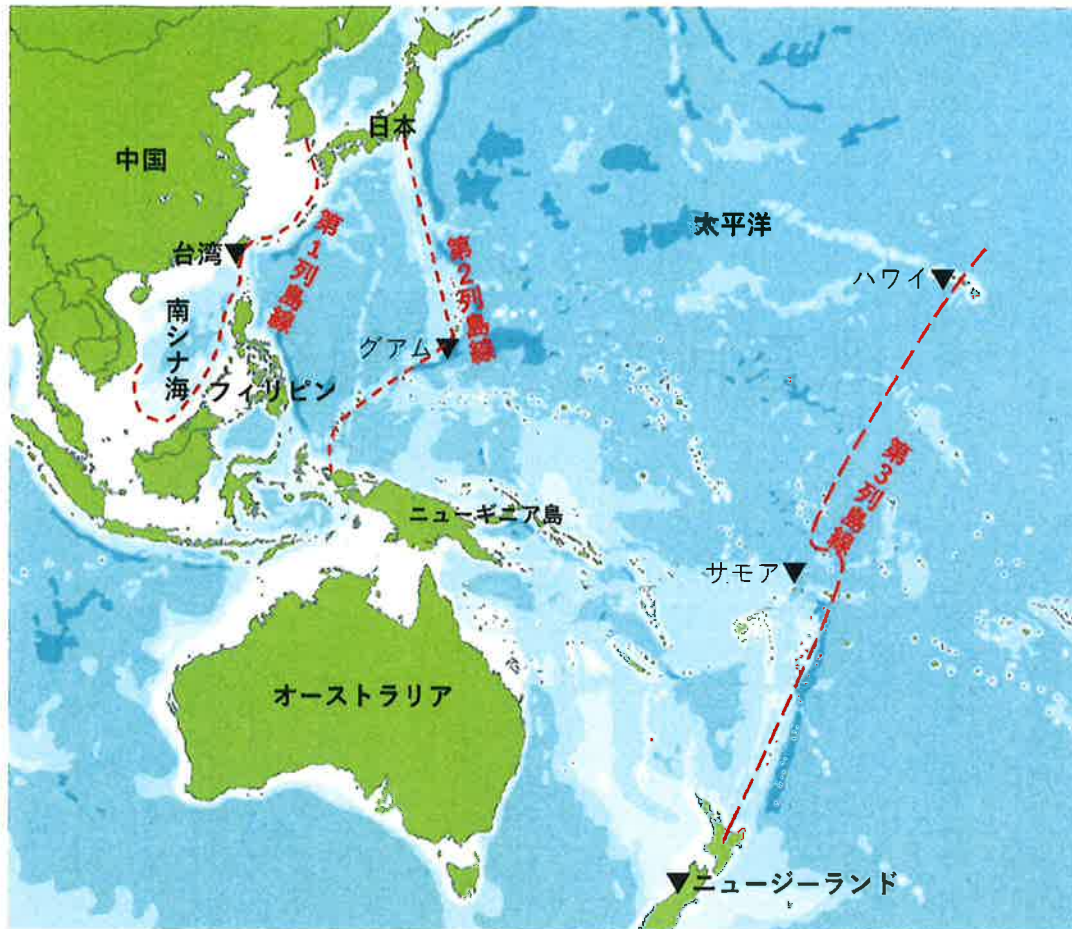 日本
中国
太平洋
台湾
第1列島線
第2列島線
ハワイ
南シナ海
グアム
フィリピン
第3列島線
ニューギニア島
サモア
オーストラリア
ニュージーランド